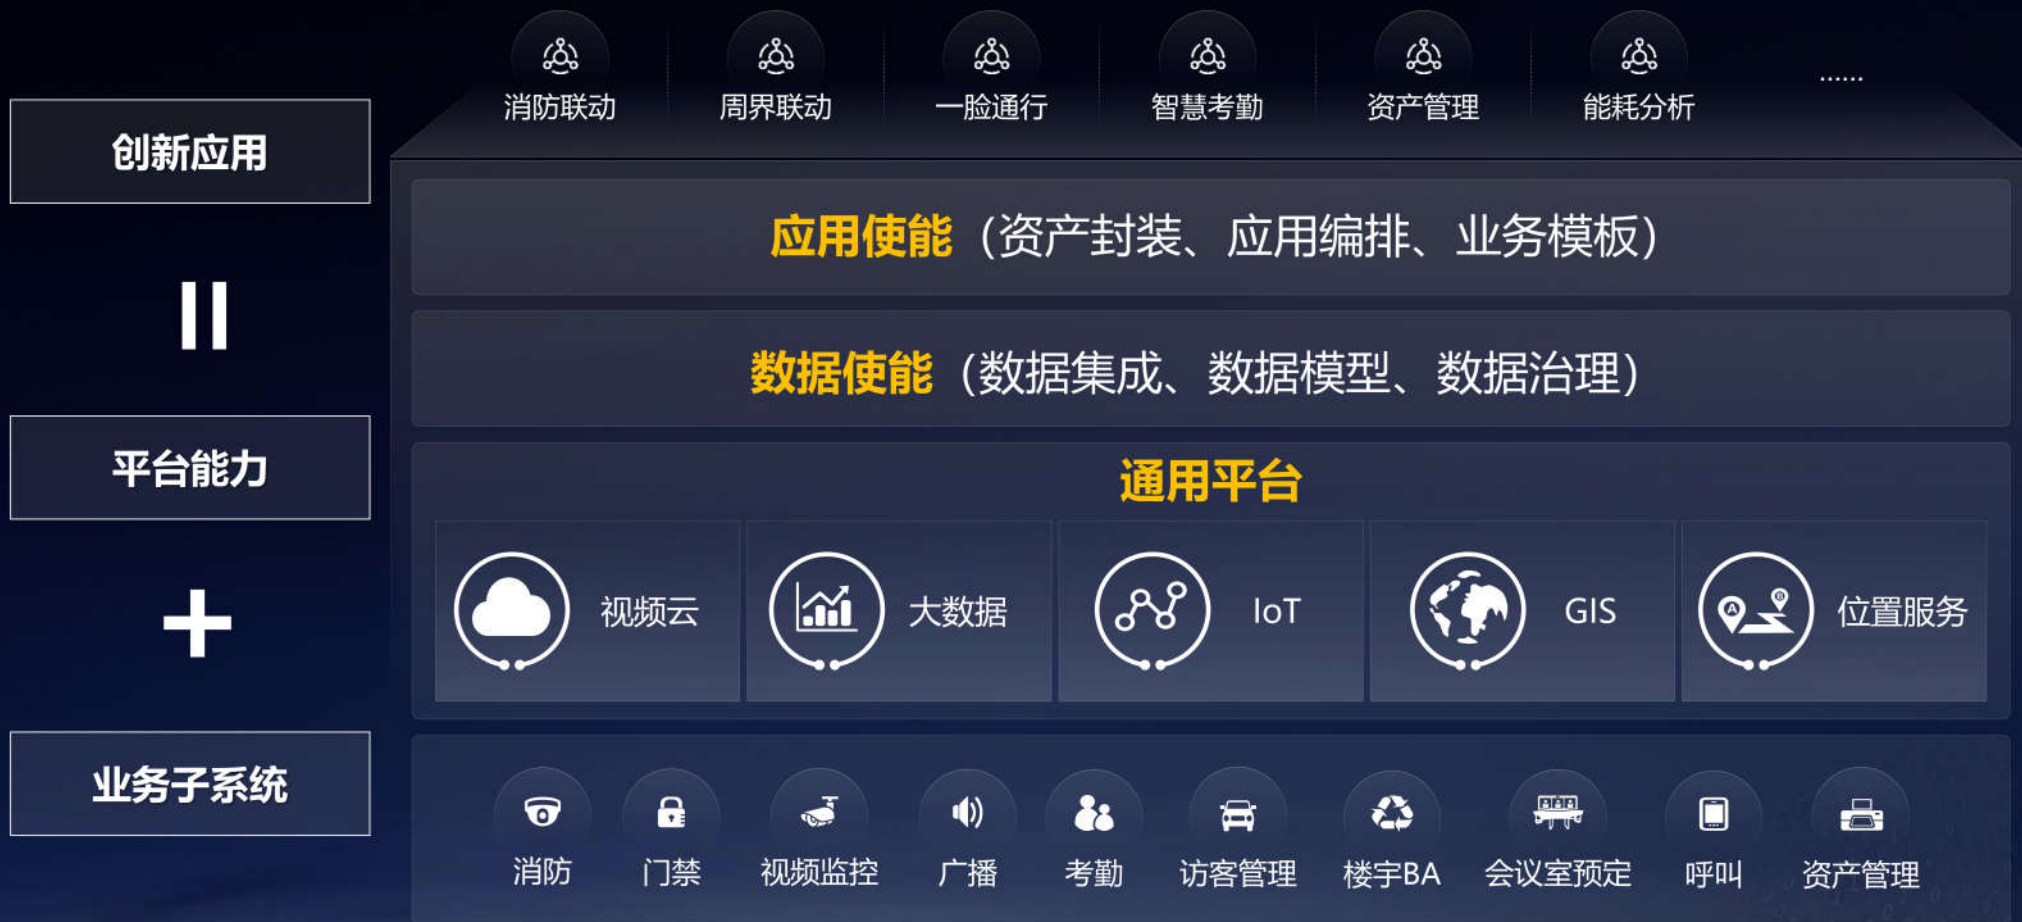 消防联动
周界联动
一脸通行
智慧考勤
资产管理
能耗分析
......
创新应用
=
平台能力
+
业务子系统
应用使能（资产封装、应用编排、业务模板）
数据使能（数据集成、数据模型、数据治理）
通用平台
视频云
大数据
IoT
GIS
A
B
位置服务
消防
门禁
视频监控
广播
考勤
访客管理
楼宇BA
会议室预定
呼叫
资产管理